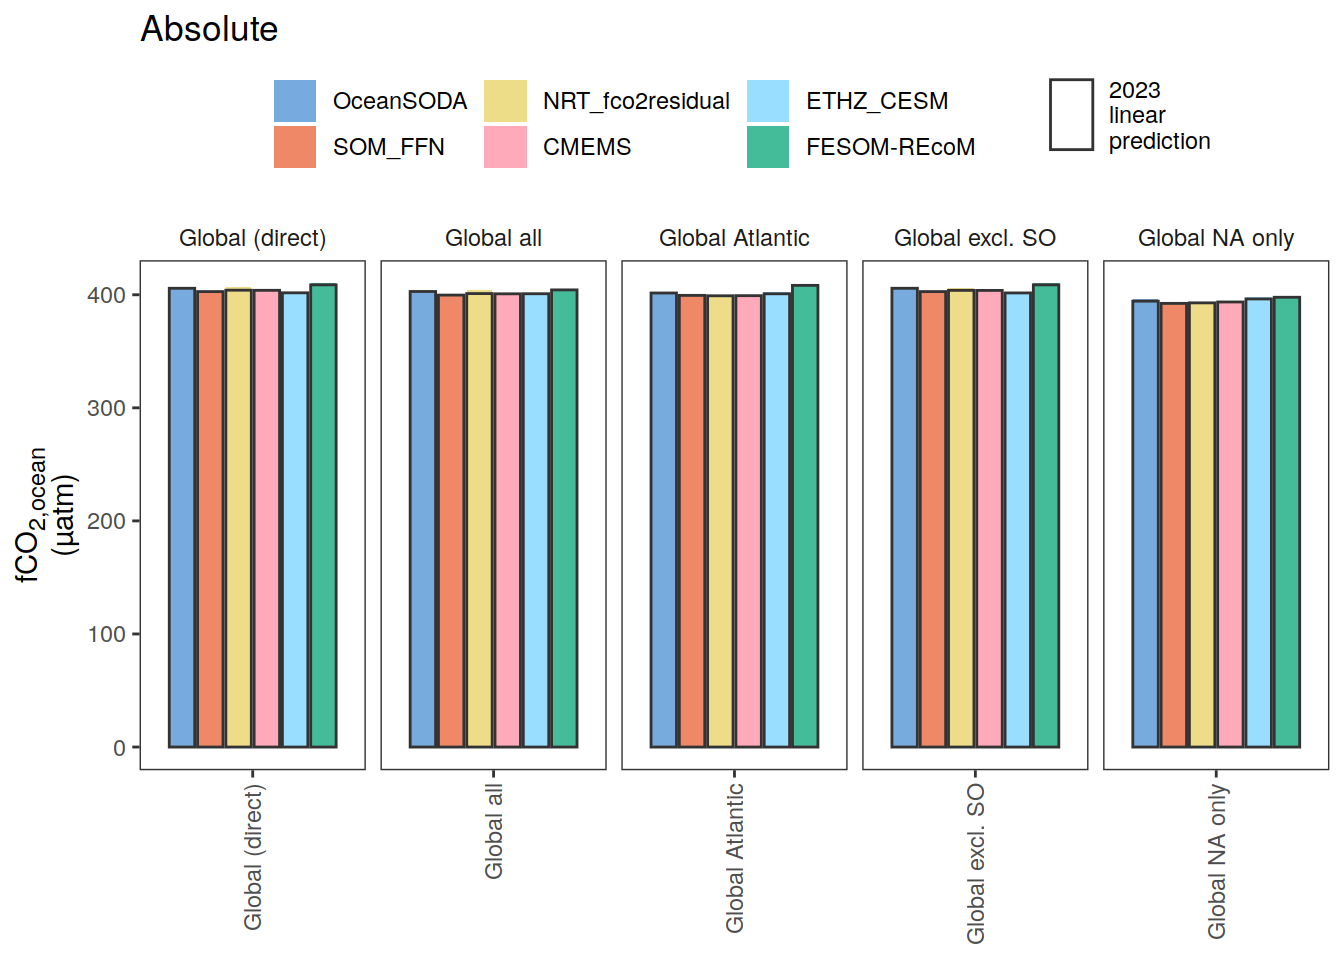 Absolute
OceanSODA
NRT_fco2residual
ETHZ_CESM
SOM_FFN
CMEMS
FESOM-REcoM
2023
linear
prediction
Global (direct)
Global all
Global Atlantic
Global excl. SO
Global NA only
fCO2,ocean
(µatm)
400
300
200
100
0
Global (direct)
Global all
Global Atlantic
Global excl. SO
Global NA only